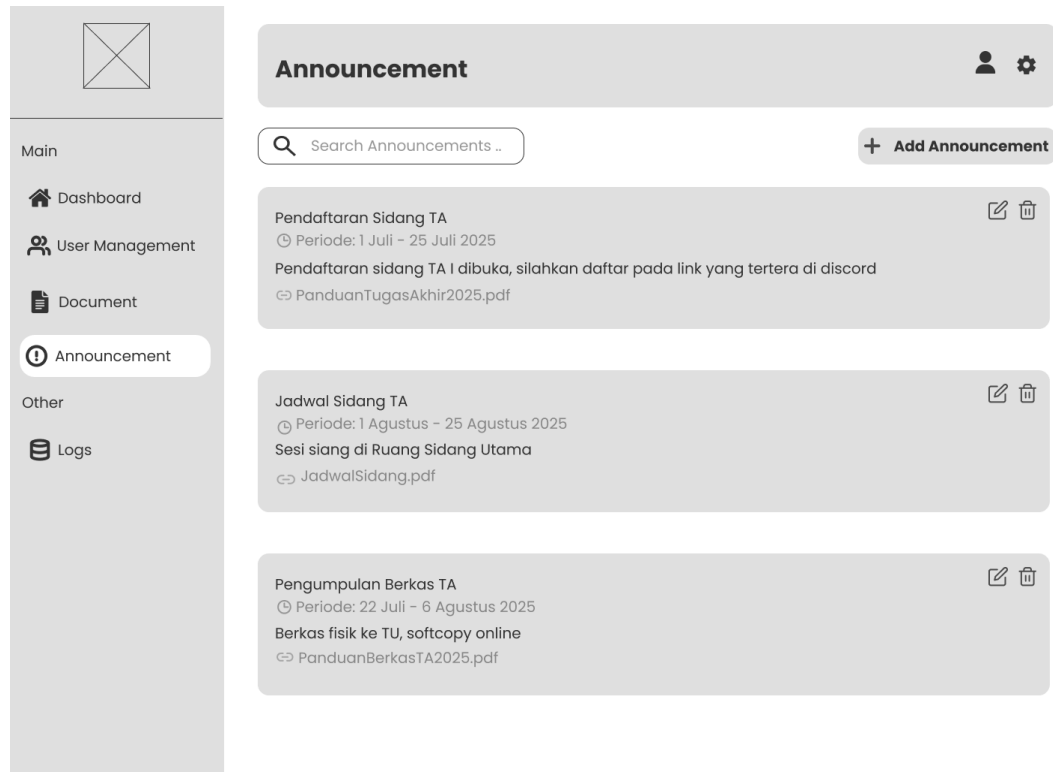 Main
Dashboard
User Management
Document
Announcement
Other
Logs
Announcement
Search Announcements ..
Add Announcement
Pendaftaran Sidang TA
Periode: 1 Juli - 25 Juli 2025
Pendaftaran sidang TA I dibuka, silahkan daftar pada link yang tertera di discord
PanduanTugasAkhir2025.pdf
Jadwal Sidang TA
Periode: 1 Agustus - 25 Agustus 2025
Sesi siang di Ruang Sidang Utama
JadwalSidang.pdf
Pengumpulan Berkas TA
Periode: 22 Juli - 6 Agustus 2025
Berkas fisik ke TU, softcopy online
PanduanBerkasTA2025.pdf